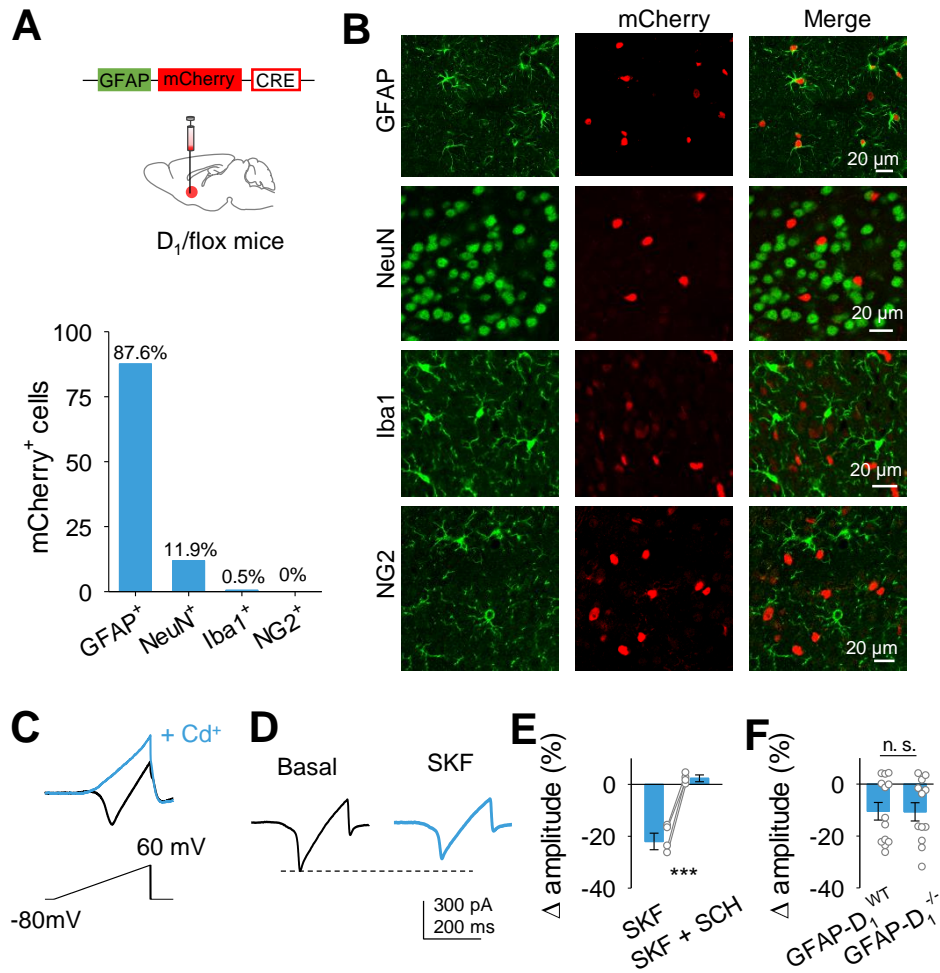 A
GFAP mCherry CRE
D₁/flox mice
mCherry⁺ cells
100
75
50
25
0
87.6%
11.9%
0.5%
0%
GFAP⁺
NeuN⁺
Iba1⁺
NG2⁺
B
mCherry Merge
GFAP
20 µm
NeuN
20 µm
Iba1
20 µm
NG2
20 µm
C
+ Cd⁺
60 mV
-80mV
D
Basal SKF
300 pA
200 ms
E
Δ amplitude (%)
0
-20
-40
***
SKF
SKF + SCH
F
Δ amplitude (%)
n. s.
0
-20
-40
GFAP-D₁ᵂᵀ
GFAP-D₁⁻/⁻